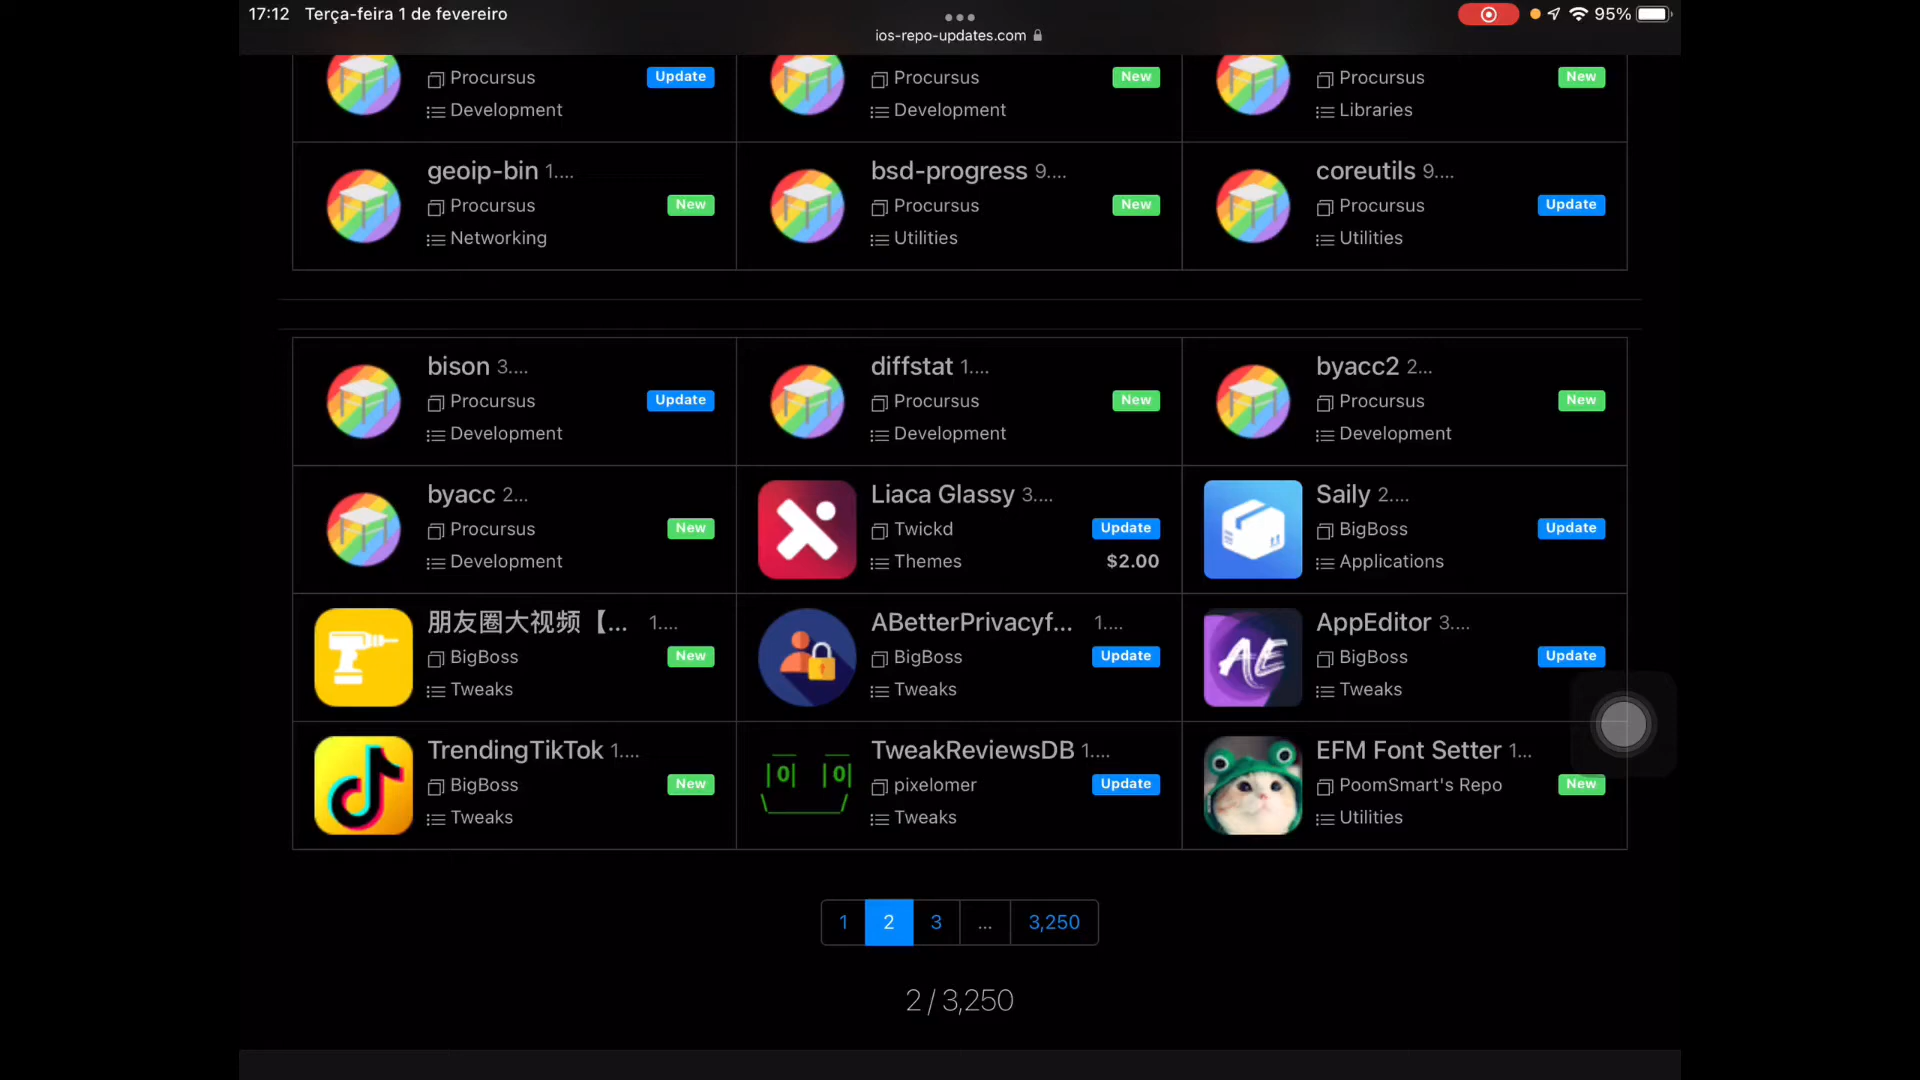 17:12 Terça-feira 1 de fevereiro
95%
ios-repo-updates.com
Procursus Update
Development
Procursus New
Development
Procursus New
Libraries
geoip-bin 1....
Procursus New
Networking
bsd-progress 9....
Procursus New
Utilities
coreutils 9....
Procursus Update
Utilities
bison 3....
Procursus Update
Development
diffstat 1....
Procursus New
Development
byacc2 2...
Procursus New
Development
byacc 2...
Procursus New
Development
Liaca Glassy 3....
Twickd Update
Themes $2.00
Saily 2....
BigBoss Update
Applications
朋友圈大视频【... 1....
BigBoss New
Tweaks
ABetterPrivacyf... 1....
BigBoss Update
Tweaks
AppEditor 3....
BigBoss Update
Tweaks
TrendingTikTok 1....
BigBoss New
Tweaks
TweakReviewsDB 1....
pixelomer Update
Tweaks
EFM Font Setter 1...
PoomSmart's Repo New
Utilities
1 2 3 ... 3,250
2 / 3,250